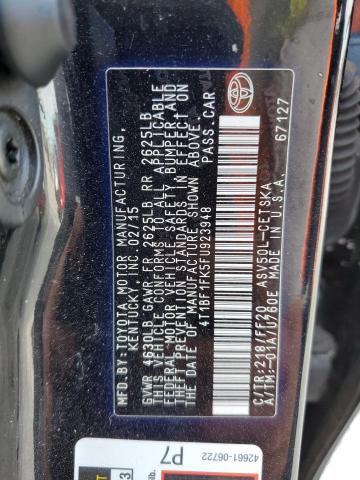 MFD.BY: TOYOTA MOTOR MANUFACTURING,
KENTUCKY, INC. 02/15
GVWR 4630LB GAWR FR 2625LB RR 2625LB
THIS VEHICLE CONFORMS TO ALL APPLICABLE
FEDERAL MOTOR VEHICLE SAFETY, BUMPER, AND
THEFT PREVENTION STANDARDS IN EFFECT ON
THE DATE OF MANUFACTURE SHOWN ABOVE.
4T1BF1FK5FU923948 PASS.CAR
TOYOTA
67127
C/TR:218/FF20 ASV50L-CETSKA
A/TM:-01A/U760E MADE IN U.S.A.
42661-06722
P7
3